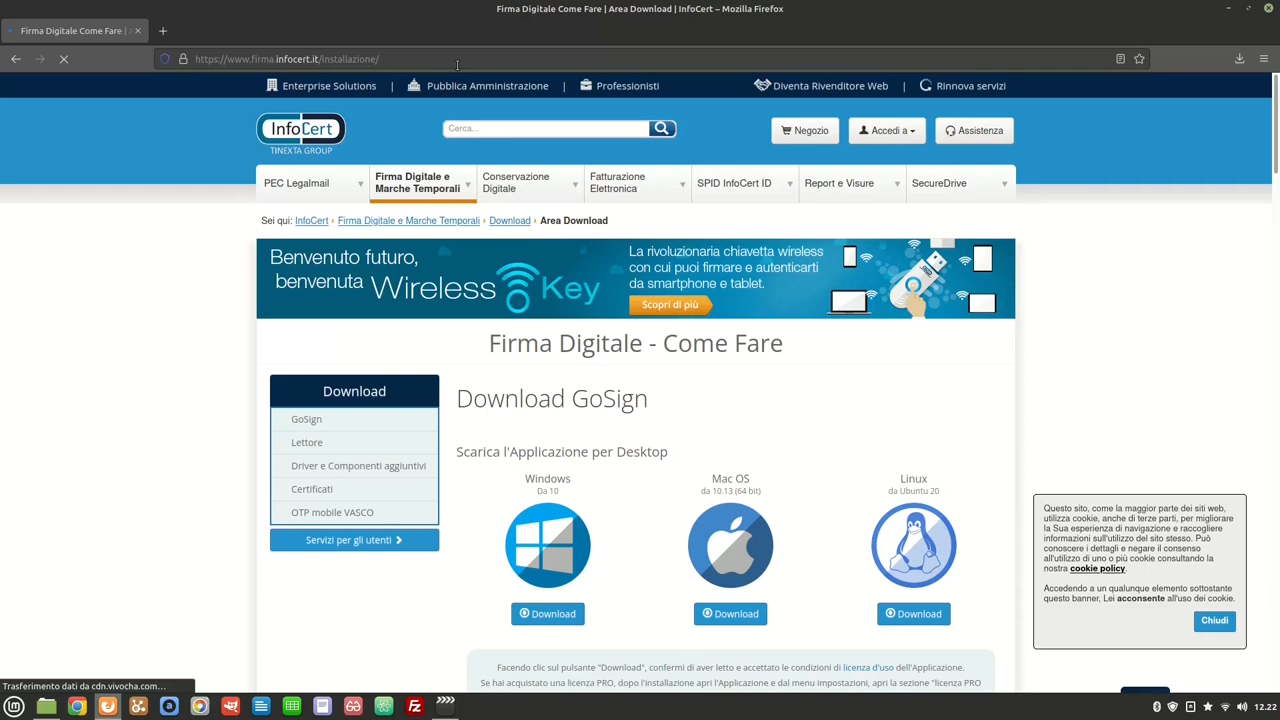 Firma Digitale Come Fare | Area Download | InfoCert – Mozilla Firefox
Firma Digitale Come Fare | A
https://www.firma.infocert.it/installazione/
Enterprise Solutions | Pubblica Amministrazione | Professionisti
Diventa Rivenditore Web | Rinnova servizi
InfoCert
TINEXTA GROUP
Cerca...
Negozio
Accedi a
Assistenza
PEC Legalmail
Firma Digitale e
Marche Temporali
Conservazione
Digitale
Fatturazione
Elettronica
SPID InfoCert ID
Report e Visure
SecureDrive
Sei qui: InfoCert › Firma Digitale e Marche Temporali › Download › Area Download
Benvenuto futuro,
benvenuta Wireless Key
La rivoluzionaria chiavetta wireless
con cui puoi firmare e autenticarti
da smartphone e tablet.
Scopri di più
Firma Digitale - Come Fare
Download
GoSign
Lettore
Driver e Componenti aggiuntivi
Certificati
OTP mobile VASCO
Servizi per gli utenti
Download GoSign
Scarica l'Applicazione per Desktop
Windows
Da 10
Download
Mac OS
da 10.13 (64 bit)
Download
Linux
da Ubuntu 20
Download
Facendo clic sul pulsante "Download", confermi di aver letto e accettato le condizioni di licenza d'uso dell'Applicazione.
Se hai acquistato una licenza PRO, dopo l'installazione apri l'Applicazione e dal menu impostazioni, apri la sezione "licenza PRO
Questo sito, come la maggior parte dei siti web,
utilizza cookie, anche di terze parti, per migliorare
la Sua esperienza di navigazione e raccogliere
informazioni sull'utilizzo del sito stesso. Può
conoscere i dettagli e negare il consenso
all'utilizzo di uno o più cookie consultando la
nostra cookie policy.
Accedendo a un qualunque elemento sottostante
questo banner, Lei acconsente all'uso dei cookie.
Chiudi
Trasferimento dati da cdn.vivocha.com...
12.22